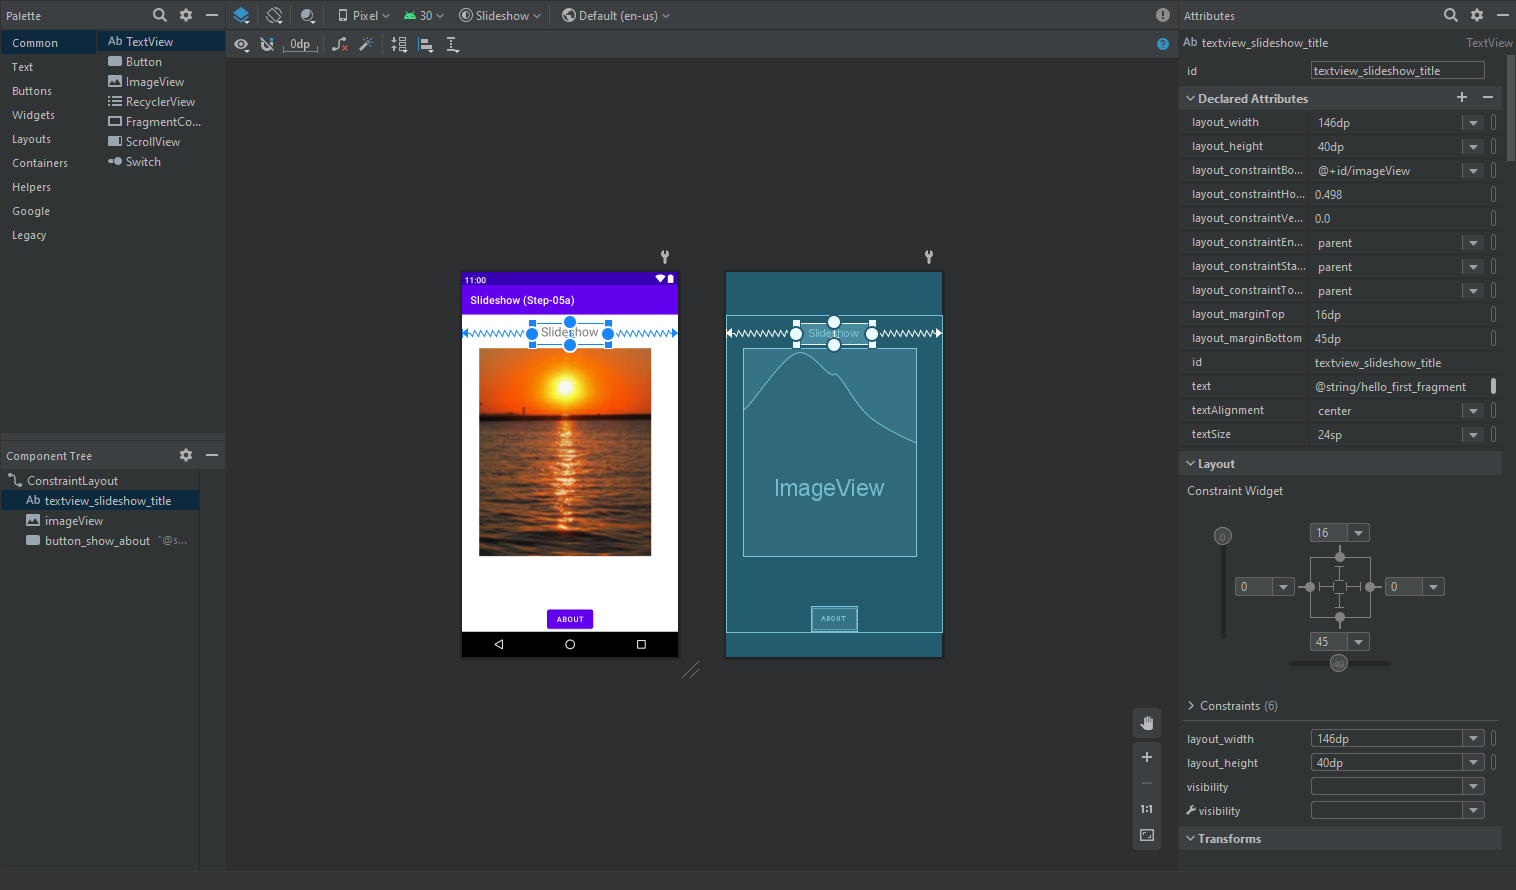 Palette
Common
Text
Buttons
Widgets
Layouts
Containers
Helpers
Google
Legacy
Ab TextView
Button
ImageView
RecyclerView
FragmentCo...
ScrollView
Switch
Pixel
30
Slideshow
Default (en-us)
0dp
Component Tree
ConstraintLayout
Ab textview_slideshow_title
imageView
button_show_about "@s...
11:00
Slideshow (Step-05a)
Slideshow
ABOUT
Slideshow
ImageView
ABOUT
1:1
Attributes
Ab textview_slideshow_title TextView
id textview_slideshow_title
Declared Attributes
layout_width 146dp
layout_height 40dp
layout_constraintBo... @+id/imageView
layout_constraintHo... 0.498
layout_constraintVe... 0.0
layout_constraintEn... parent
layout_constraintSta... parent
layout_constraintTo... parent
layout_marginTop 16dp
layout_marginBottom 45dp
id textview_slideshow_title
text @string/hello_first_fragment
textAlignment center
textSize 24sp
Layout
Constraint Widget
0
16
0
0
45
49
Constraints (6)
layout_width 146dp
layout_height 40dp
visibility
visibility
Transforms